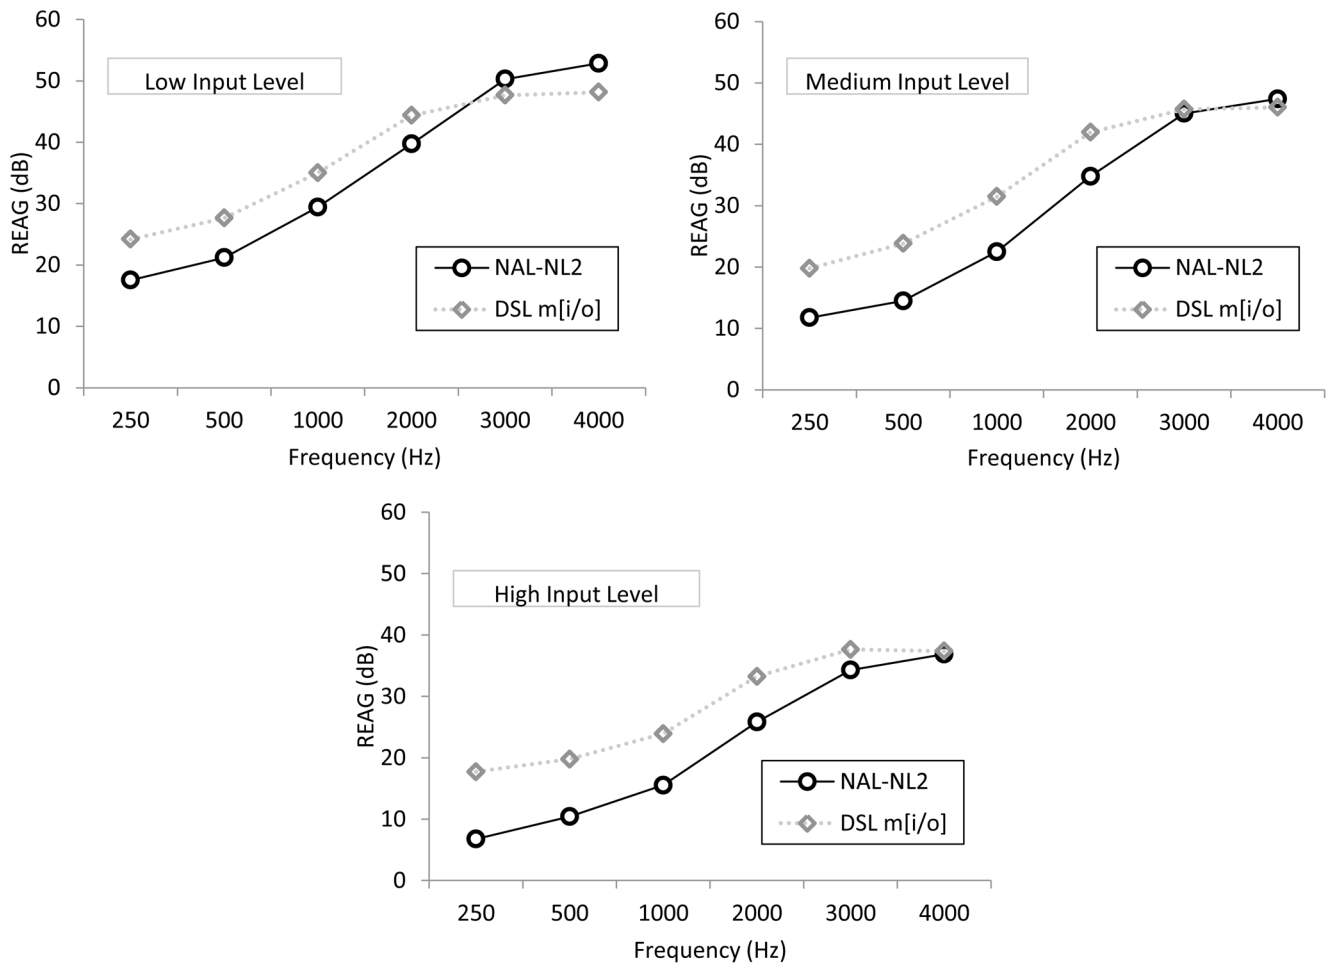 60
50
40
30
20
10
0
REAG (dB)
Low Input Level
NAL-NL2
DSL m[i/o]
250 500 1000 2000 3000 4000
Frequency (Hz)
60
50
40
30
20
10
0
REAG (dB)
Medium Input Level
NAL-NL2
DSL m[i/o]
250 500 1000 2000 3000 4000
Frequency (Hz)
60
50
40
30
20
10
0
REAG (dB)
High Input Level
NAL-NL2
DSL m[i/o]
250 500 1000 2000 3000 4000
Frequency (Hz)